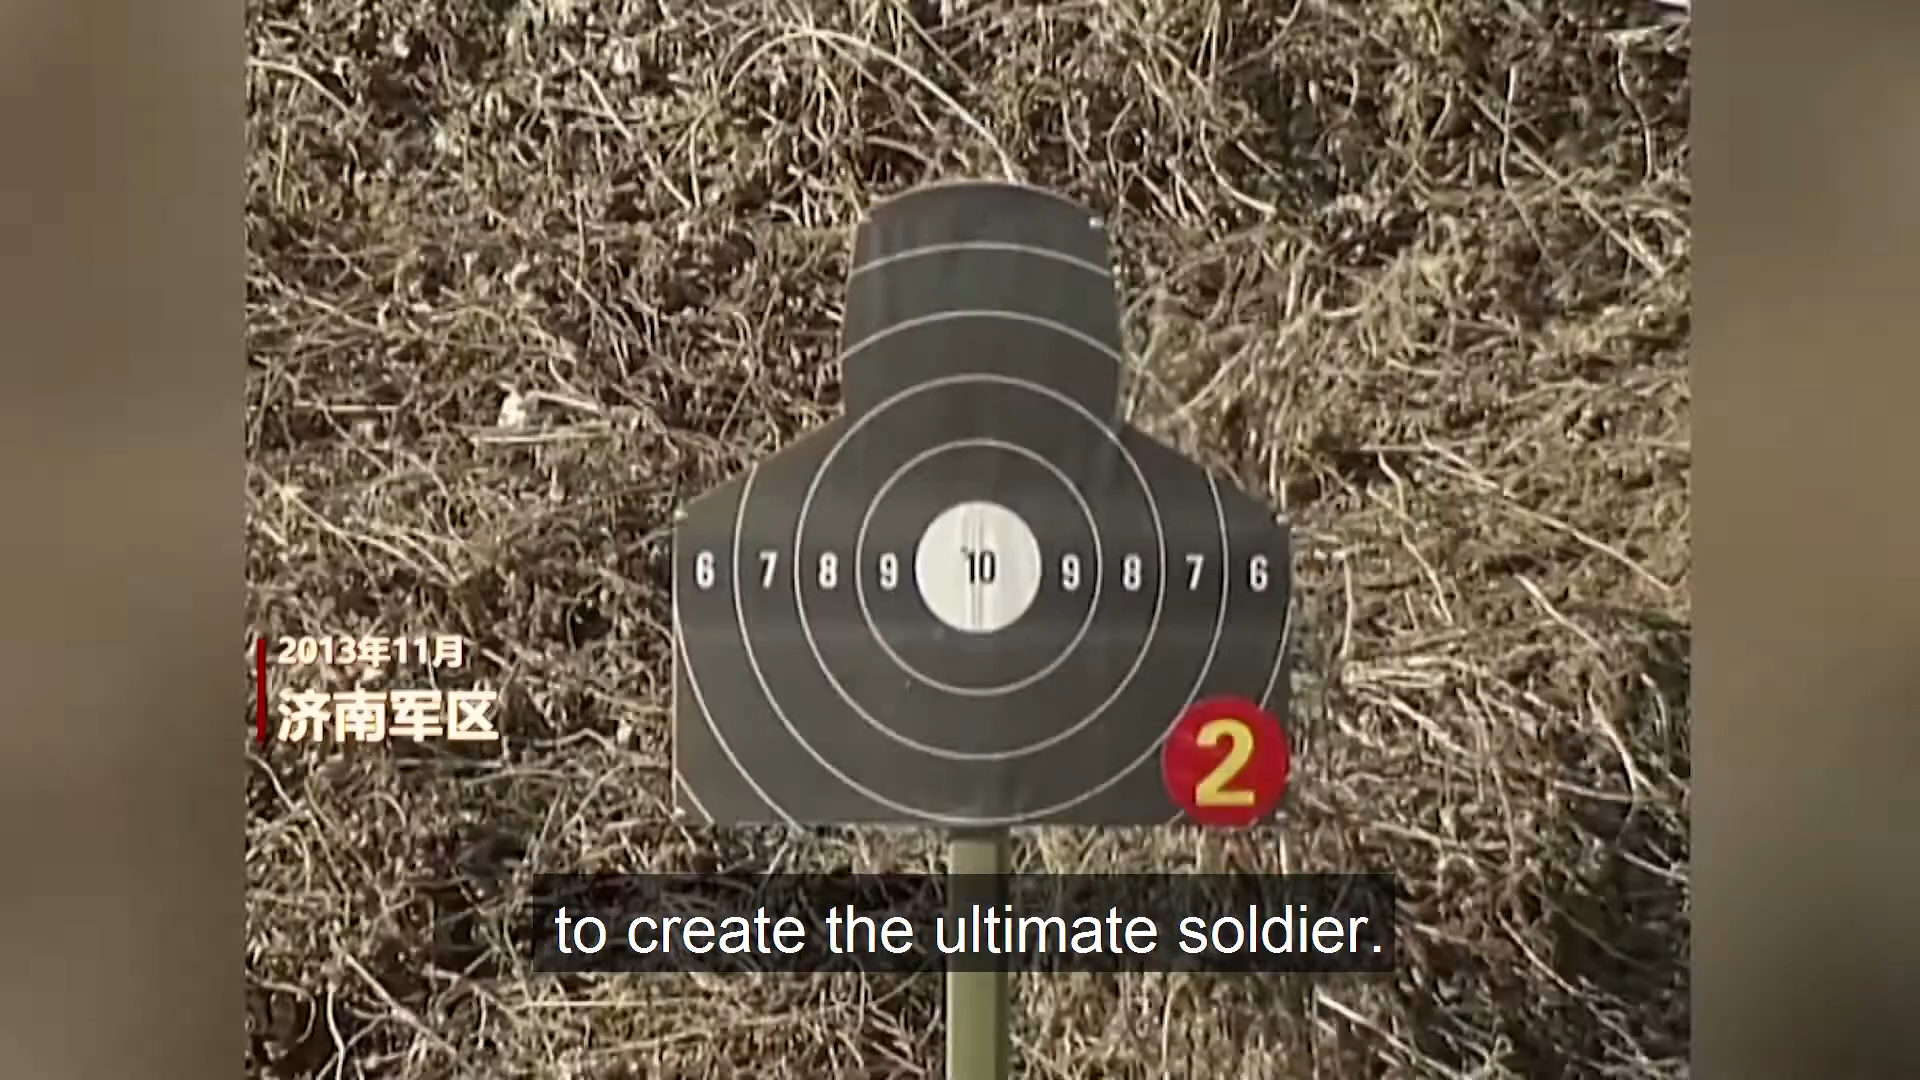 6 7 8 9 10 9 8 7 6
2013年11月
济南军区
2
to create the ultimate soldier.